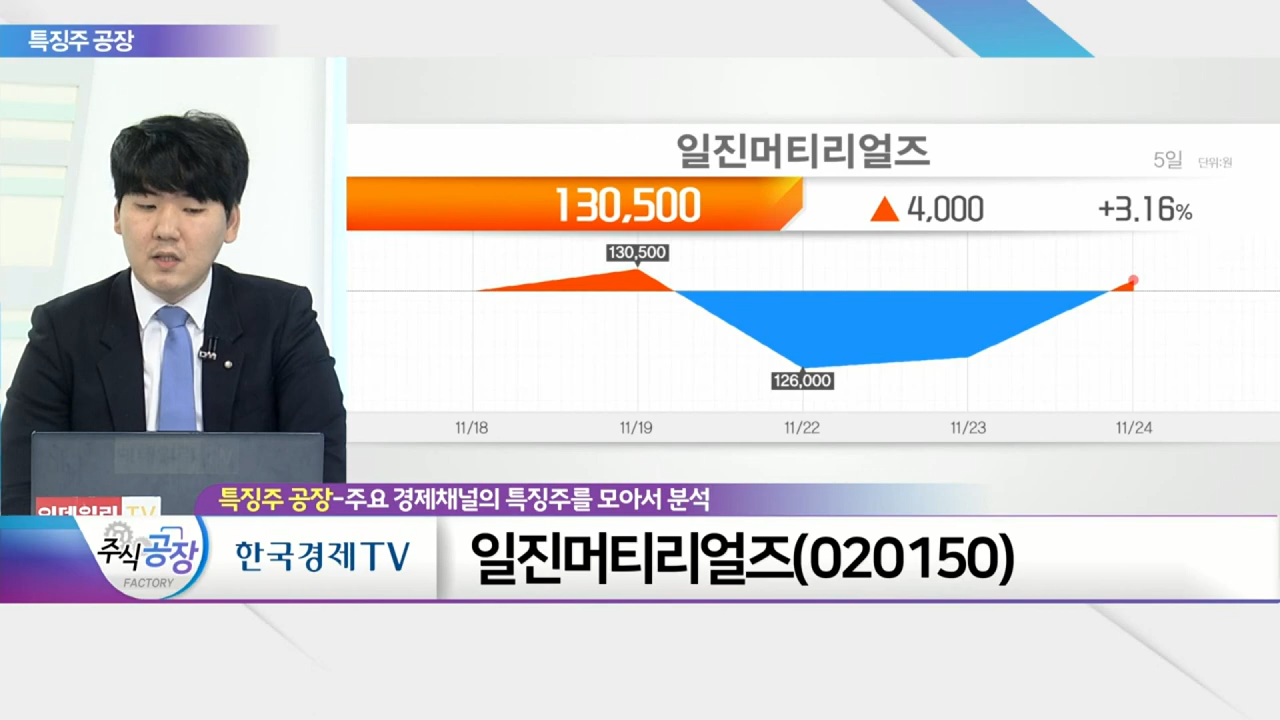 특징주 공장
일진머티리얼즈
5일 단위:원
130,500 ▲ 4,000 +3.16%
130,500
126,000
11/18 11/19 11/22 11/23 11/24
특징주 공장-주요 경제채널의 특징주를 모아서 분석
주식공장
FACTORY
한국경제TV
일진머티리얼즈(020150)